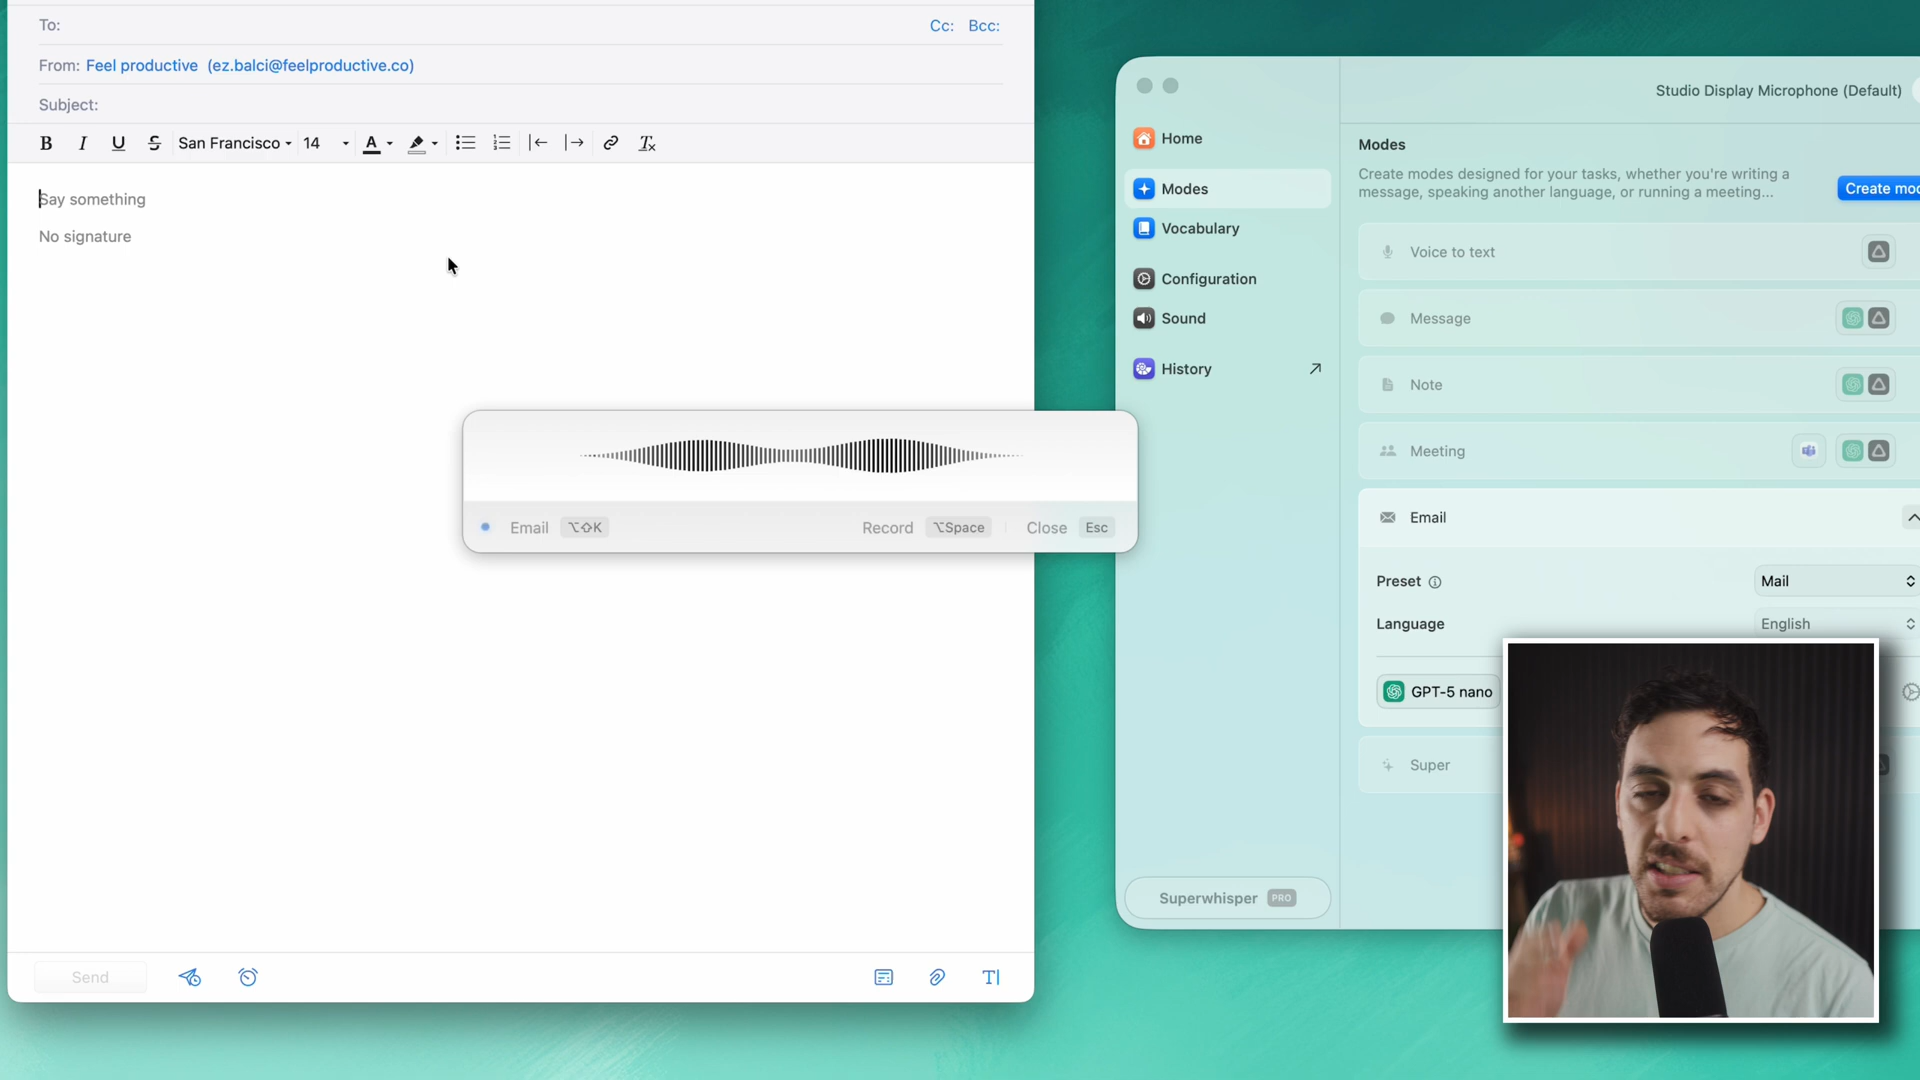 To:
Cc: Bcc:
From: Feel productive (ez.balci@feelproductive.co)
Subject:
B I U S San Francisco 14 A
Say something
No signature
Email ⌥⇧K
Record ⌥Space
Close Esc
Send
T
Studio Display Microphone (Default)
Home
Modes
Vocabulary
Configuration
Sound
History
Superwhisper PRO
Modes
Create modes designed for your tasks, whether you're writing a
message, speaking another language, or running a meeting...
Create mo
Voice to text
Message
Note
Meeting
Email
Preset
Mail
Language
English
GPT-5 nano
Super